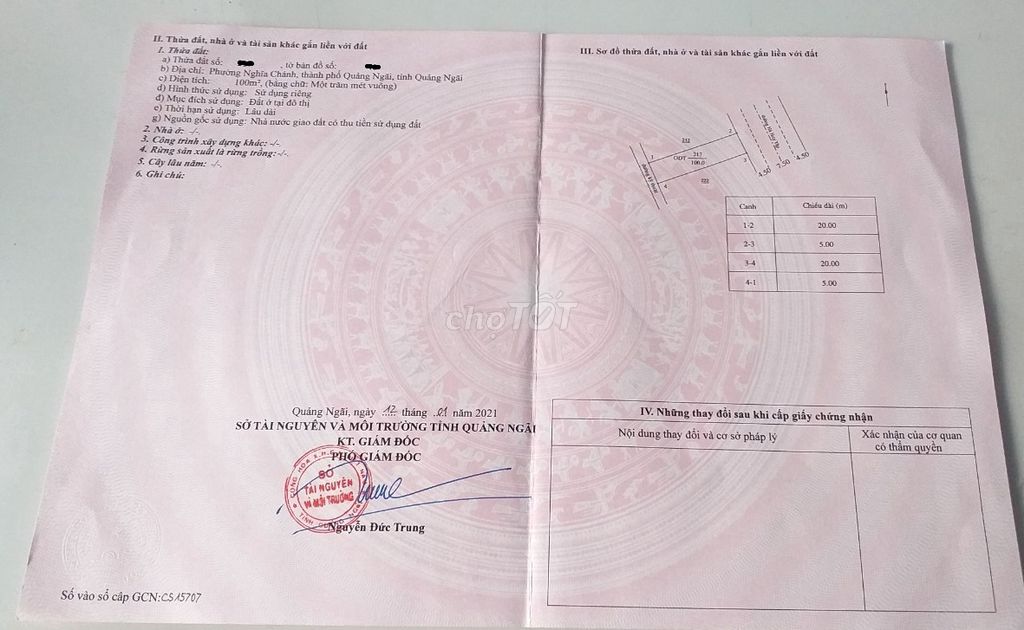 II. Thửa đất, nhà ở và tài sản khác gắn liền với đất
1. Thửa đất:
a) Thửa đất số: , tờ bản đồ số:
b) Địa chỉ: Phường Nghĩa Chánh, thành phố Quảng Ngãi, tỉnh Quảng Ngãi
c) Diện tích: 100m², (bằng chữ: Một trăm mét vuông)
d) Hình thức sử dụng: Sử dụng riêng
đ) Mục đích sử dụng: Đất ở tại đô thị
e) Thời hạn sử dụng: Lâu dài
g) Nguồn gốc sử dụng: Nhà nước giao đất có thu tiền sử dụng đất
2. Nhà ở: -/-.
3. Công trình xây dựng khác: -/-
4. Rừng sản xuất là rừng trồng: -/-.
5. Cây lâu năm: -/-.
6. Ghi chú:
Quảng Ngãi, ngày 12 tháng 01 năm 2021
SỞ TÀI NGUYÊN VÀ MÔI TRƯỜNG TỈNH QUẢNG NGÃI
KT. GIÁM ĐỐC
PHÓ GIÁM ĐỐC
SỞ
TÀI NGUYÊN
VÀ MÔI TRƯỜNG
Nguyễn Đức Trung
Số vào sổ cấp GCN: CS15707
III. Sơ đồ thửa đất, nhà ở và tài sản khác gắn liền với đất
212
2
1
ODT 217
100.0
3
4
222
4.50
7.50
4.50
Cạnh Chiều dài (m)
1-2 20.00
2-3 5.00
3-4 20.00
4-1 5.00
chợTỐT
IV. Những thay đổi sau khi cấp giấy chứng nhận
Nội dung thay đổi và cơ sở pháp lý
Xác nhận của cơ quan
có thẩm quyền